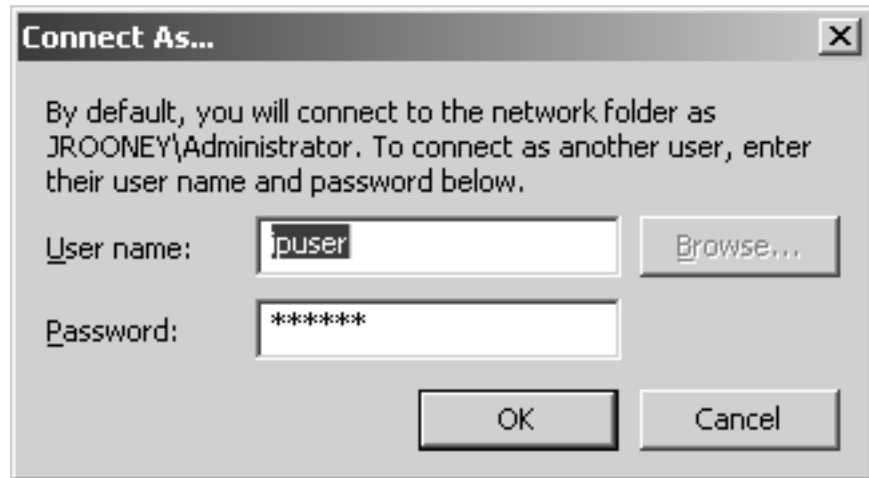 Connect As...
By default, you will connect to the network folder as
JROONEY\Administrator. To connect as another user, enter
their user name and password below.
User name:
ipuser
Browse...
Password:
******
OK
Cancel